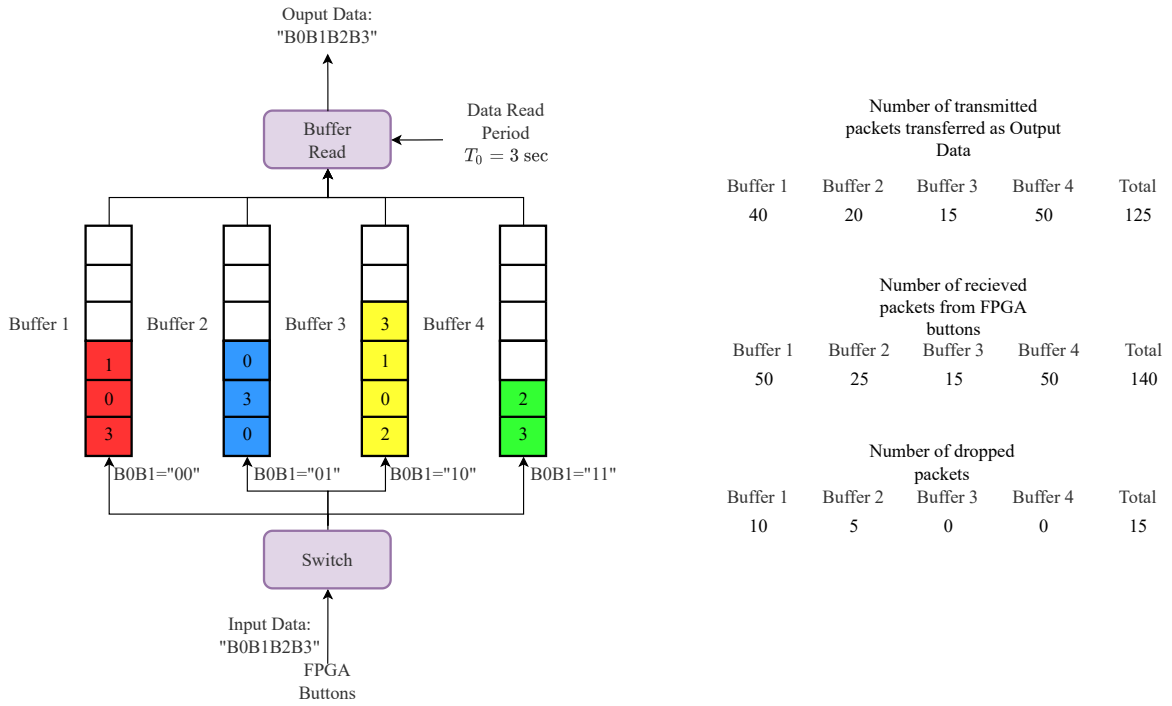 Ouput Data:
"B0B1B2B3"
Buffer
Read
Data Read
Period
T₀ = 3 sec
Buffer 1
Buffer 2
Buffer 3
Buffer 4
1
0
3
0
3
0
3
1
0
2
2
3
B0B1="00"
B0B1="01"
B0B1="10"
B0B1="11"
Switch
Input Data:
"B0B1B2B3"
FPGA
Buttons
Number of transmitted
packets transferred as Output
Data
Buffer 1 Buffer 2 Buffer 3 Buffer 4 Total
40 20 15 50 125
Number of recieved
packets from FPGA
buttons
Buffer 1 Buffer 2 Buffer 3 Buffer 4 Total
50 25 15 50 140
Number of dropped
packets
Buffer 1 Buffer 2 Buffer 3 Buffer 4 Total
10 5 0 0 15